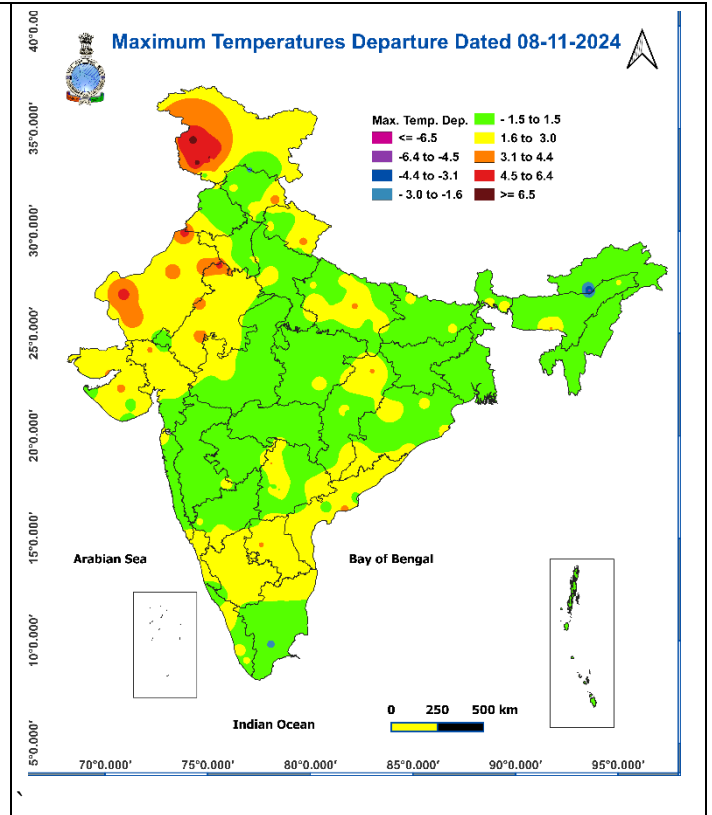 Maximum Temperatures Departure Dated 08-11-2024
Max. Temp. Dep.
<= -6.5
-6.4 to -4.5
-4.4 to -3.1
- 3.0 to -1.6
- 1.5 to 1.5
1.6 to 3.0
3.1 to 4.4
4.5 to 6.4
>= 6.5
40°0.000'
35°0.000'
30°0.000'
25°0.000'
20°0.000'
15°0.000'
10°0.000'
5°0.000'
Arabian Sea
Bay of Bengal
Indian Ocean
0 250 500 km
70°0.000' 75°0.000' 80°0.000' 85°0.000' 90°0.000' 95°0.000'
`